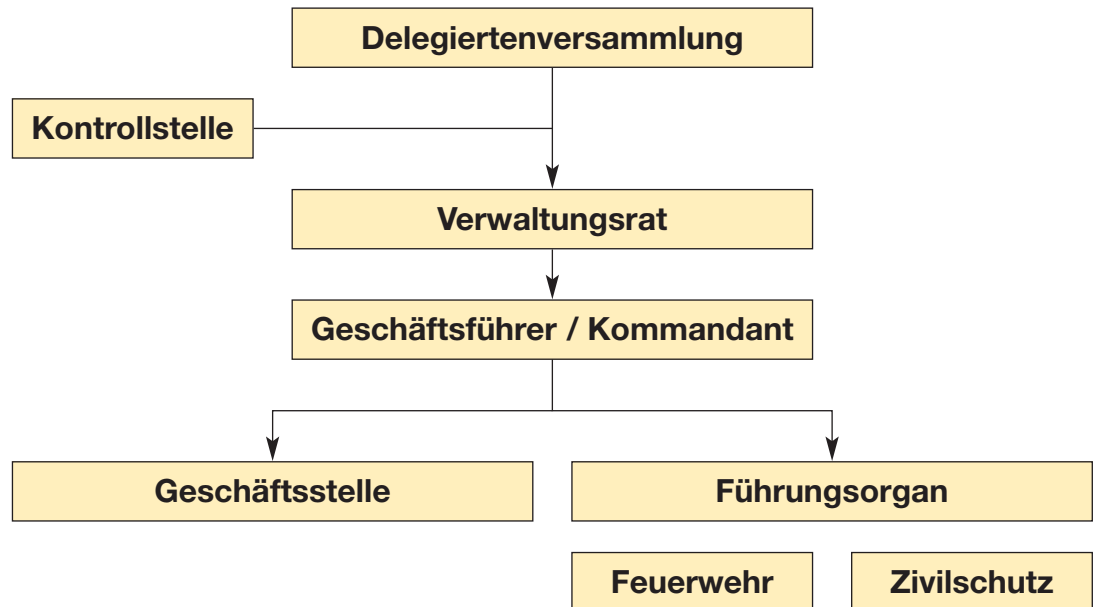 Delegiertenversammlung
Kontrollstelle
Verwaltungsrat
Geschäftsführer / Kommandant
Geschäftsstelle
Führungsorgan
Feuerwehr
Zivilschutz